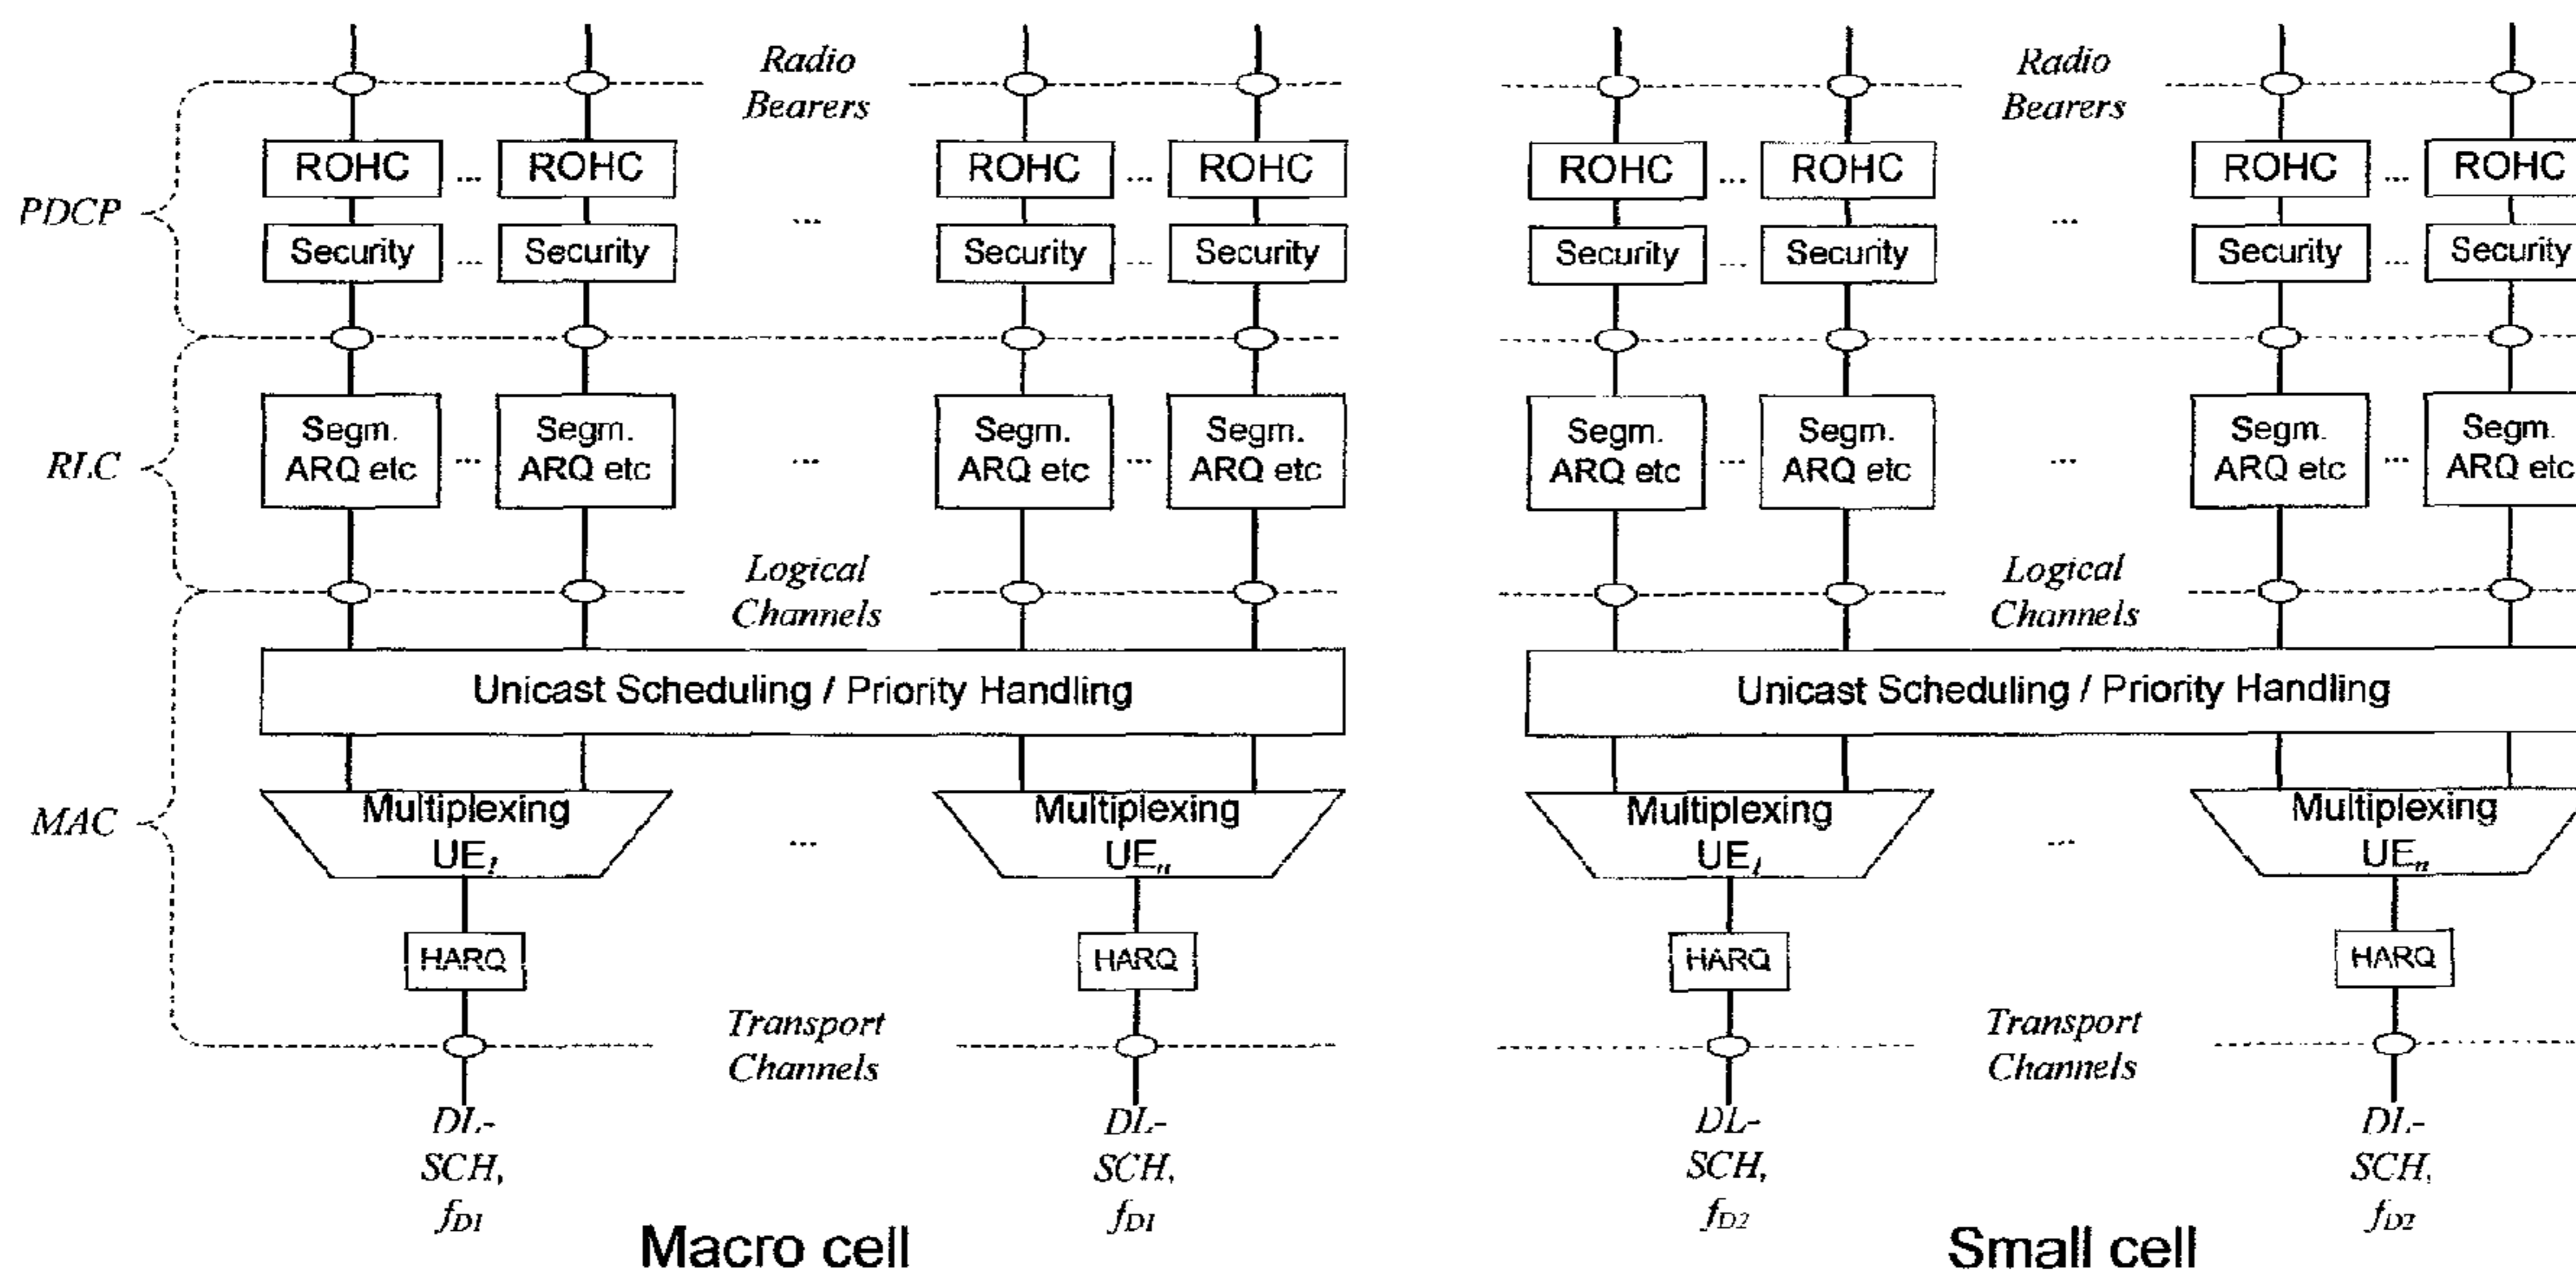 Radio
Bearers
Radio
Bearers
PDCP
ROHC ... ROHC ROHC ... ROHC ROHC ... ROHC ROHC ... ROHC
... ...
Security ... Security Security ... Security Security ... Security Security ... Security
RLC
Segm.
ARQ etc ... Segm.
ARQ etc ... Segm.
ARQ etc ... Segm.
ARQ etc
Segm.
ARQ etc ... Segm.
ARQ etc ... Segm.
ARQ etc ... Segm.
ARQ etc
Logical
Channels
Logical
Channels
Unicast Scheduling / Priority Handling
Unicast Scheduling / Priority Handling
MAC
Multiplexing
UE1
...
Multiplexing
UEn
Multiplexing
UE1
...
Multiplexing
UEn
HARQ HARQ HARQ HARQ
Transport
Channels
Transport
Channels
DL-
SCH,
fD1
DL-
SCH,
fD1
DL-
SCH,
fD2
DL-
SCH,
fD2
Macro cell
Small cell